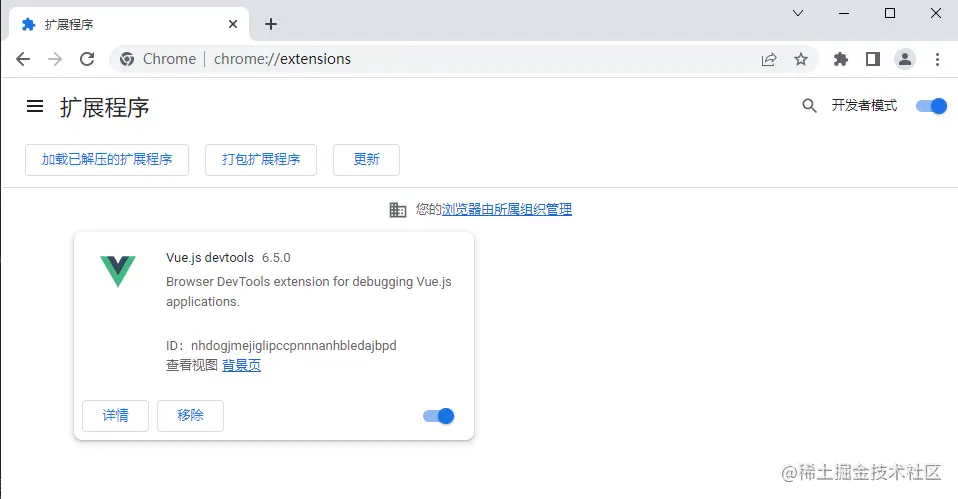 扩展程序
Chrome | chrome://extensions
扩展程序
开发者模式
加载已解压的扩展程序
打包扩展程序
更新
您的浏览器由所属组织管理
Vue.js devtools 6.5.0
Browser DevTools extension for debugging Vue.js
applications.
ID：nhdogjmejiglipccpnnnanhbledajbpd
查看视图 背景页
详情
移除
@稀土掘金技术社区